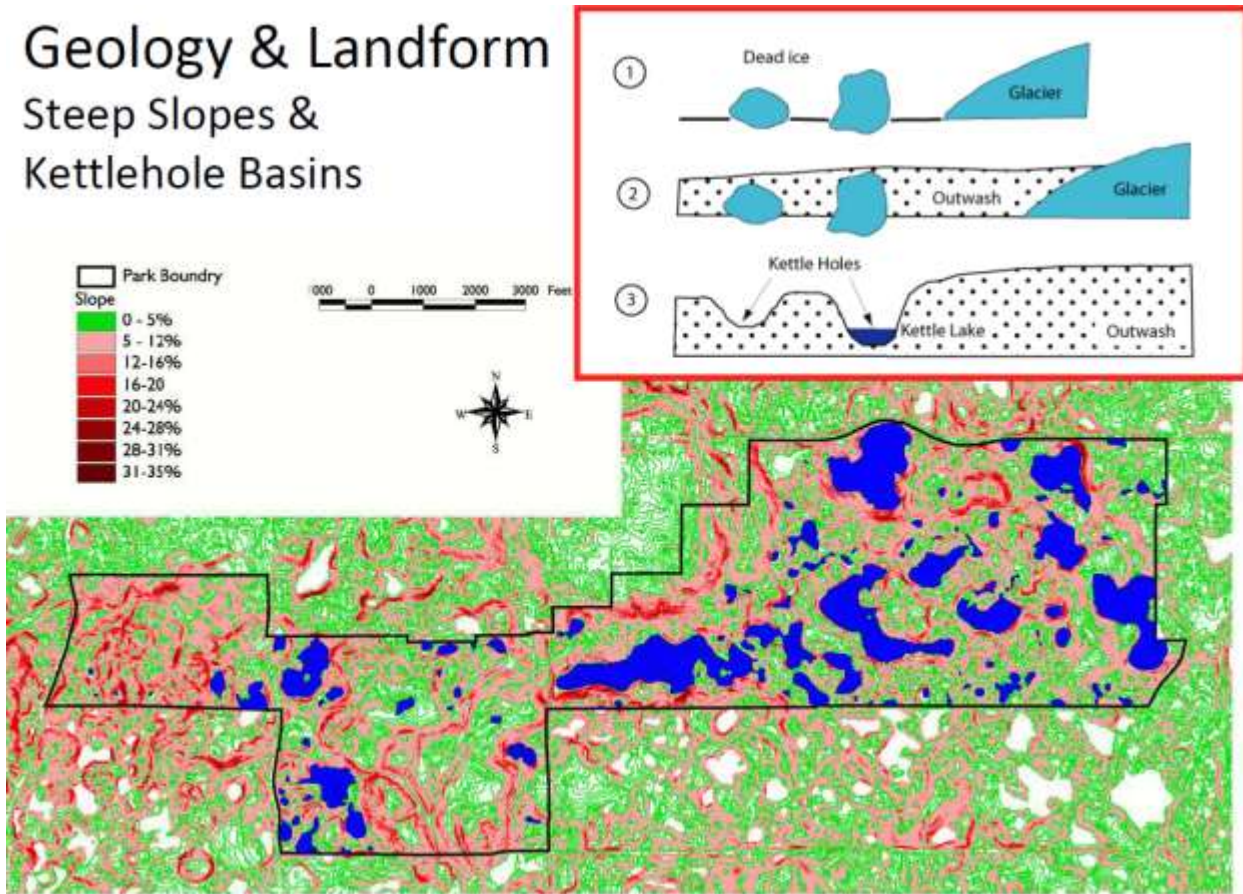 Geology & Landform
Steep Slopes &
Kettlehole Basins
Park Boundry
Slope
0 - 5%
5 - 12%
12-16%
16-20
20-24%
24-28%
28-31%
31-35%
000 0 1000 2000 3000 Feet
N
W E
S
1
Dead ice
Glacier
2
Outwash
Glacier
Kettle Holes
3
Kettle Lake
Outwash